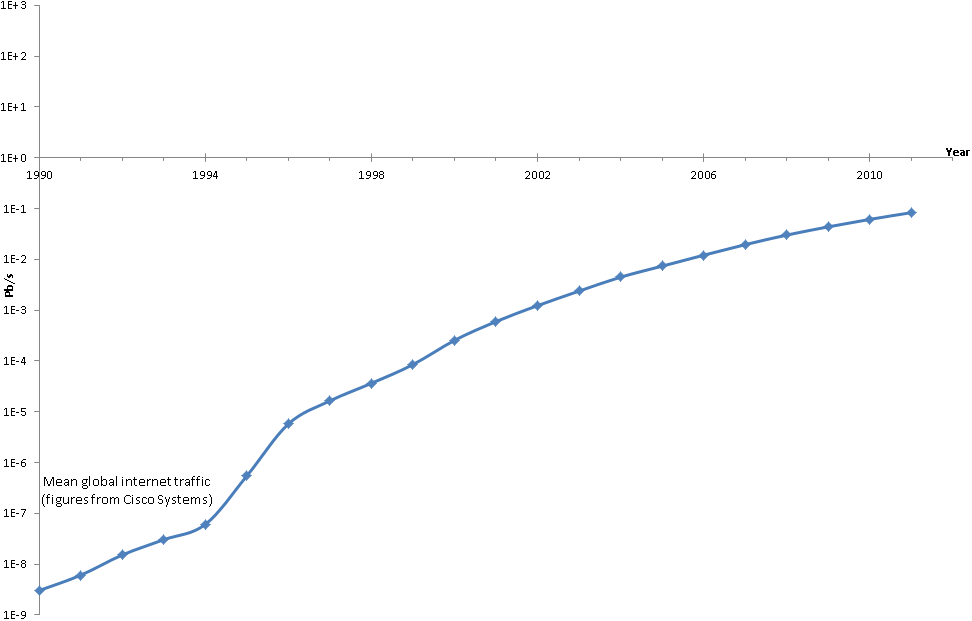 1E+3
1E+2
1E+1
1E+0
Year
1990
1994
1998
2002
2006
2010
1E-1
1E-2
Pb/s
1E-3
1E-4
1E-5
1E-6
Mean global internet traffic
(figures from Cisco Systems)
1E-7
1E-8
1E-9